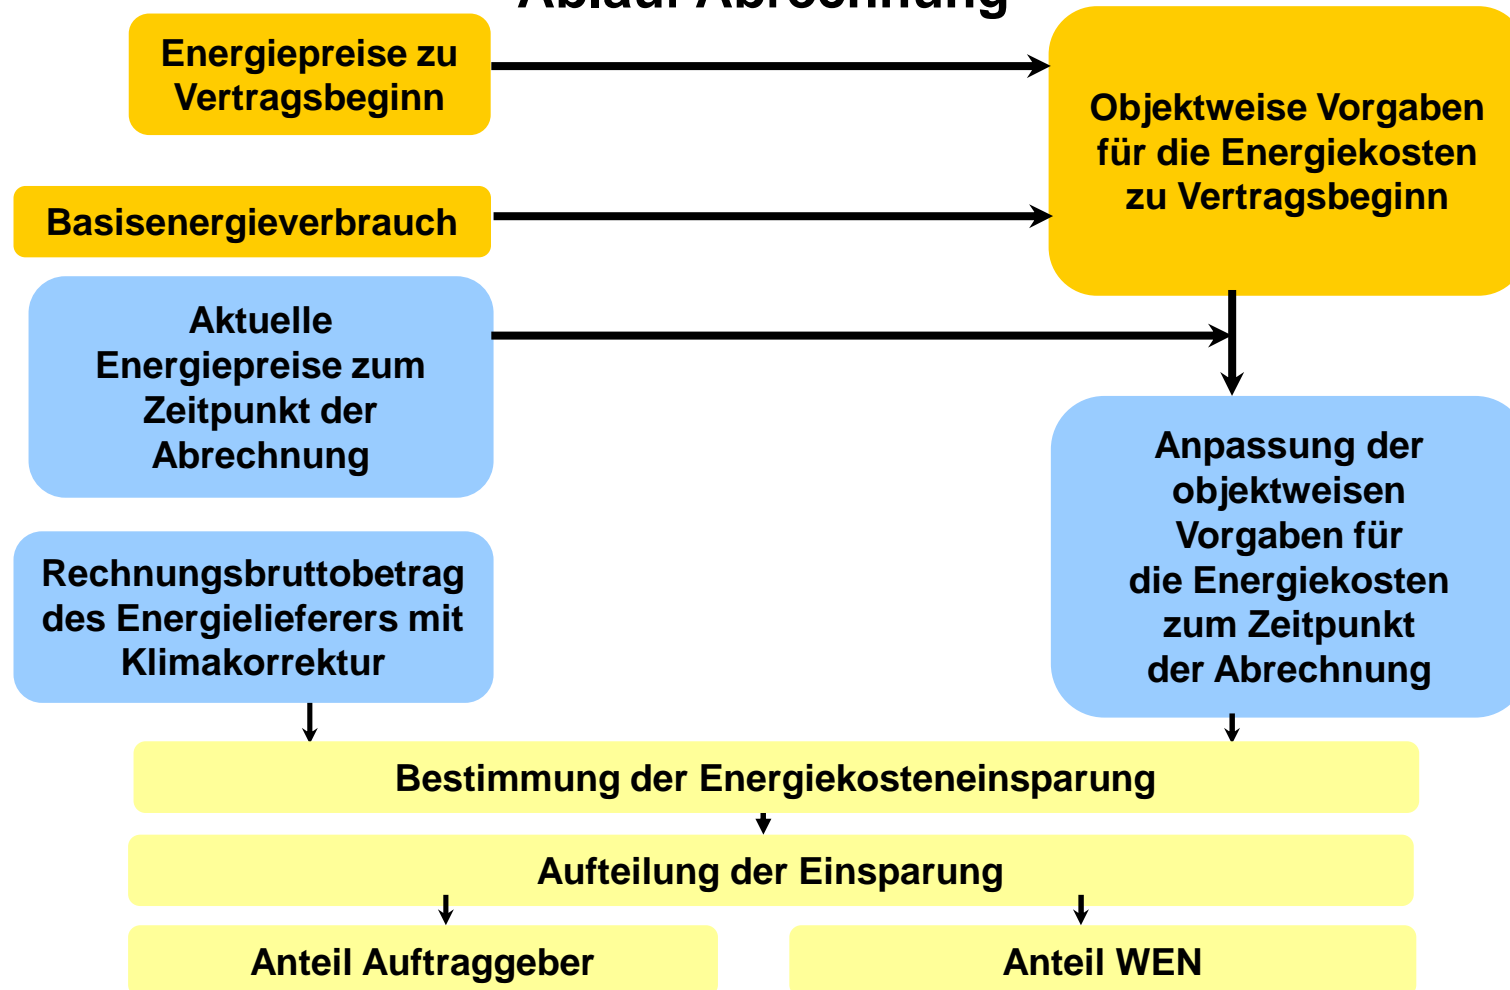 Ablauf Abrechnung
Energiepreise zu
Vertragsbeginn
Objektweise Vorgaben
für die Energiekosten
zu Vertragsbeginn
Basisenergieverbrauch
Aktuelle
Energiepreise zum
Zeitpunkt der
Abrechnung
Anpassung der
objektweisen
Vorgaben für
die Energiekosten
zum Zeitpunkt
der Abrechnung
Rechnungsbruttobetrag
des Energielieferers mit
Klimakorrektur
Bestimmung der Energiekosteneinsparung
Aufteilung der Einsparung
Anteil Auftraggeber
Anteil WEN